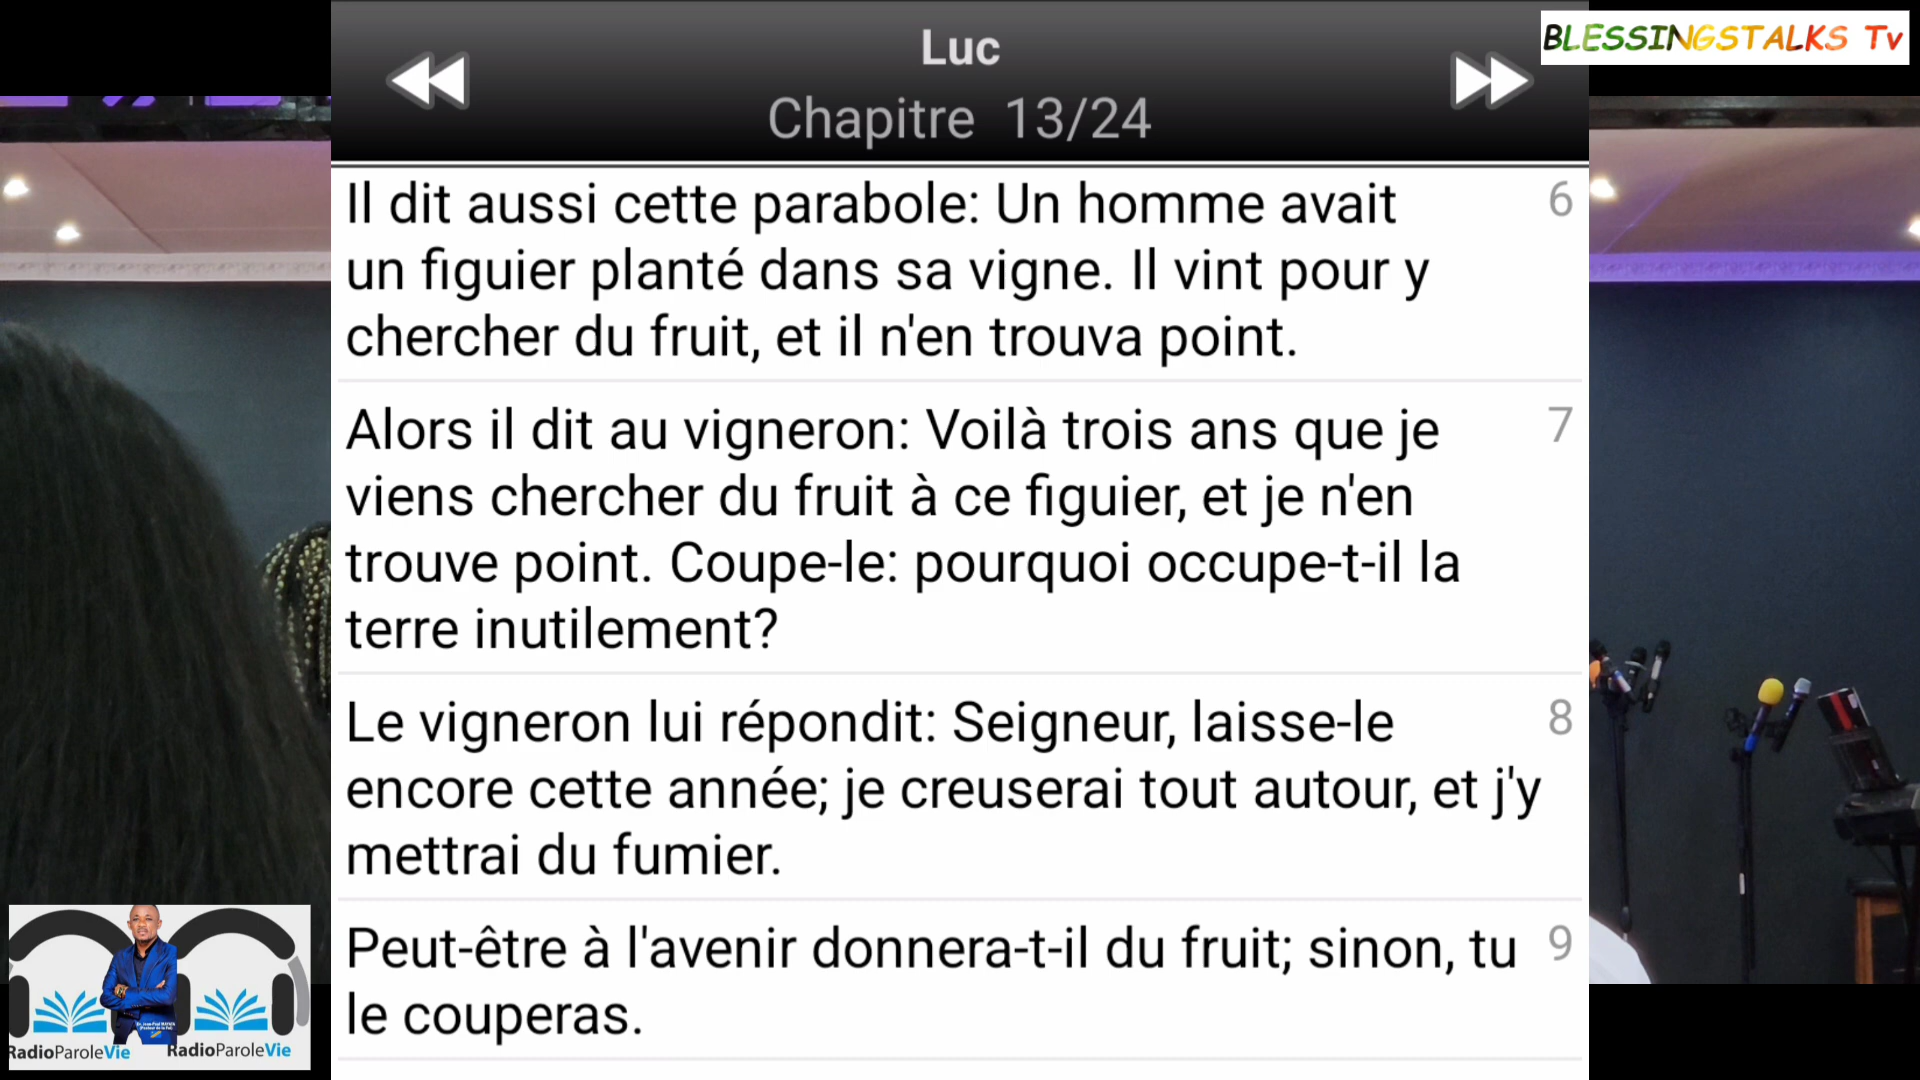 Luc
BLESSINGSTALKS Tv
Chapitre 13/24
Il dit aussi cette parabole: Un homme avait 6
un figuier planté dans sa vigne. Il vint pour y
chercher du fruit, et il n'en trouva point.
Alors il dit au vigneron: Voilà trois ans que je 7
viens chercher du fruit à ce figuier, et je n'en
trouve point. Coupe-le: pourquoi occupe-t-il la
terre inutilement?
Le vigneron lui répondit: Seigneur, laisse-le 8
encore cette année; je creuserai tout autour, et j'y
mettrai du fumier.
Peut-être à l'avenir donnera-t-il du fruit; sinon, tu 9
le couperas.
RadioParoleVie RadioParoleVie